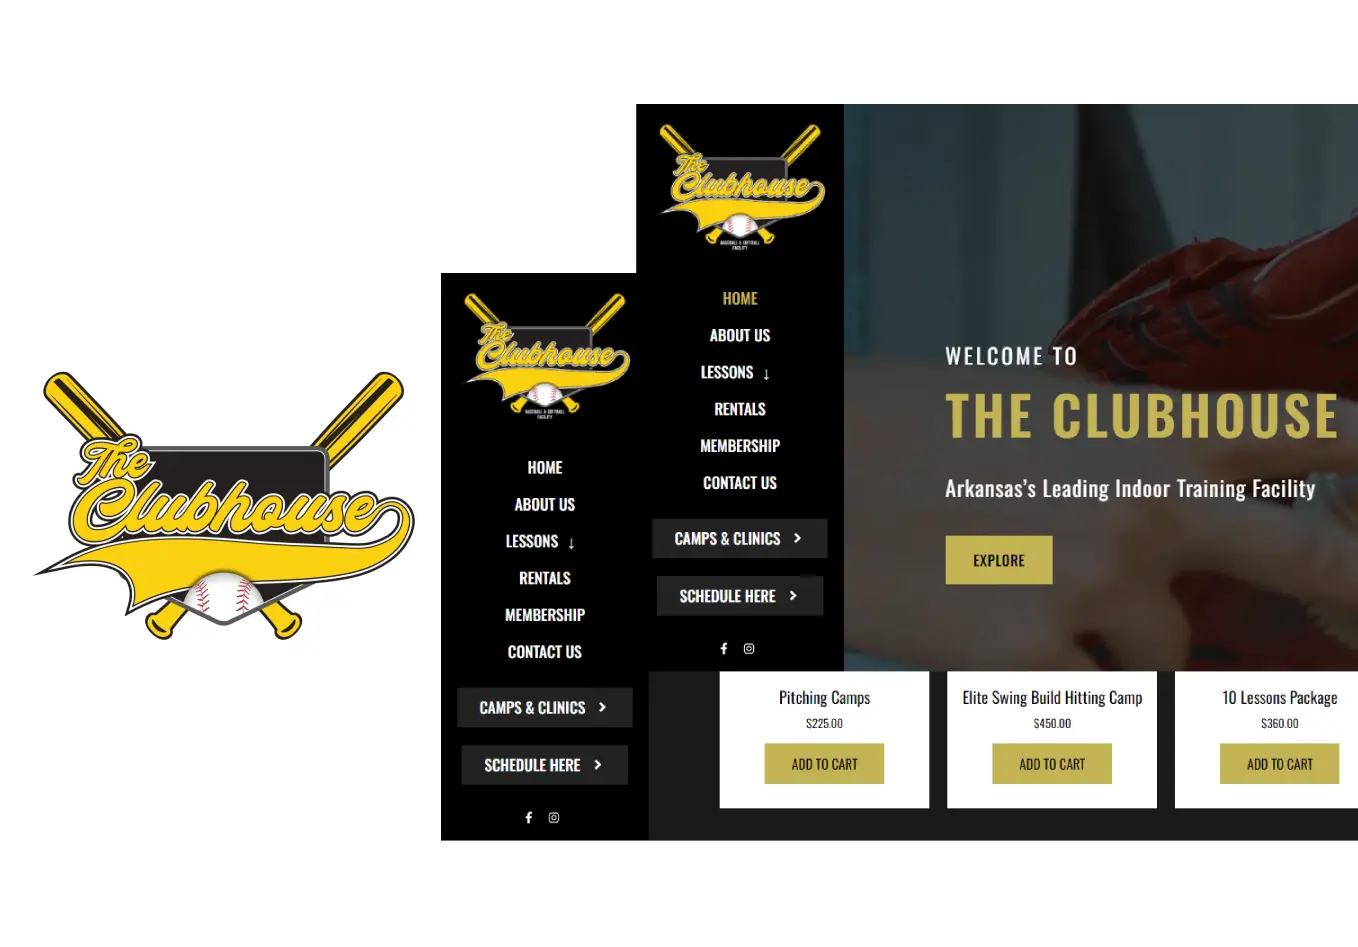 The
Clubhouse
The
Clubhouse
BASEBALL & SOFTBALL
FACILITY
HOME
ABOUT US
LESSONS ↓
RENTALS
MEMBERSHIP
CONTACT US
CAMPS & CLINICS
SCHEDULE HERE
The
Clubhouse
BASEBALL & SOFTBALL
FACILITY
HOME
ABOUT US
LESSONS ↓
RENTALS
MEMBERSHIP
CONTACT US
CAMPS & CLINICS
SCHEDULE HERE
WELCOME TO
THE CLUBHOUSE
Arkansas’s Leading Indoor Training Facility
EXPLORE
Pitching Camps
$225.00
ADD TO CART
Elite Swing Build Hitting Camp
$450.00
ADD TO CART
10 Lessons Package
$360.00
ADD TO CART